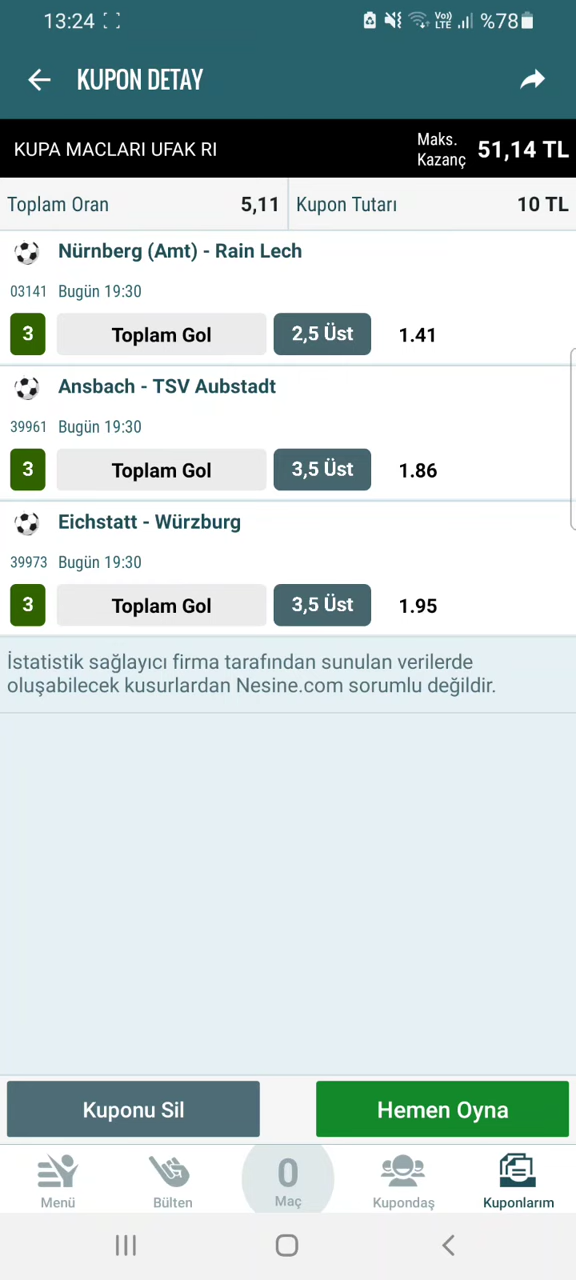 13:24 Vo)) LTE %78
KUPON DETAY
KUPA MACLARI UFAK RI Maks. Kazanç 51,14 TL
Toplam Oran 5,11 Kupon Tutarı 10 TL
Nürnberg (Amt) - Rain Lech
03141 Bugün 19:30
3 Toplam Gol 2,5 Üst 1.41
Ansbach - TSV Aubstadt
39961 Bugün 19:30
3 Toplam Gol 3,5 Üst 1.86
Eichstatt - Würzburg
39973 Bugün 19:30
3 Toplam Gol 3,5 Üst 1.95
İstatistik sağlayıcı firma tarafından sunulan verilerde
oluşabilecek kusurlardan Nesine.com sorumlu değildir.
Kuponu Sil Hemen Oyna
0
Menü Bülten Maç Kupondaş Kuponlarım